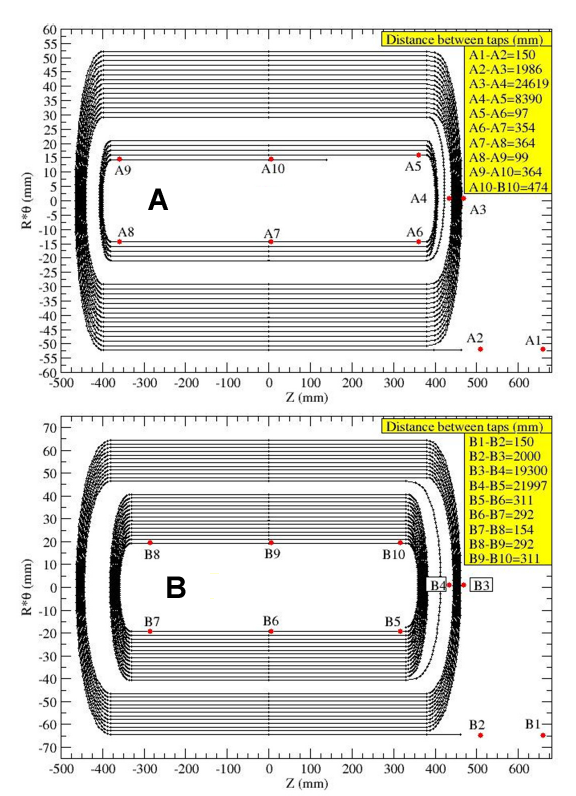 Distance between taps (mm)
A1-A2=150
A2-A3=1986
A3-A4=24619
A4-A5=8390
A5-A6=97
A6-A7=354
A7-A8=364
A8-A9=99
A9-A10=364
A10-B10=474
60
55
50
45
40
35
30
25
20
15
10
5
0
-5
-10
-15
-20
-25
-30
-35
-40
-45
-50
-55
-60
R*θ (mm)
A9
A10
A5
A
A4
A3
A8
A7
A6
A2
A1
-500 -400 -300 -200 -100 0 100 200 300 400 500 600
Z (mm)
Distance between taps (mm)
B1-B2=150
B2-B3=2000
B3-B4=19300
B4-B5=21997
B5-B6=311
B6-B7=292
B7-B8=154
B8-B9=292
B9-B10=311
70
60
50
40
30
20
10
0
-10
-20
-30
-40
-50
-60
-70
R*θ (mm)
B8
B9
B10
B
B4
B3
B7
B6
B5
B2
B1
-500 -400 -300 -200 -100 0 100 200 300 400 500 600
Z (mm)